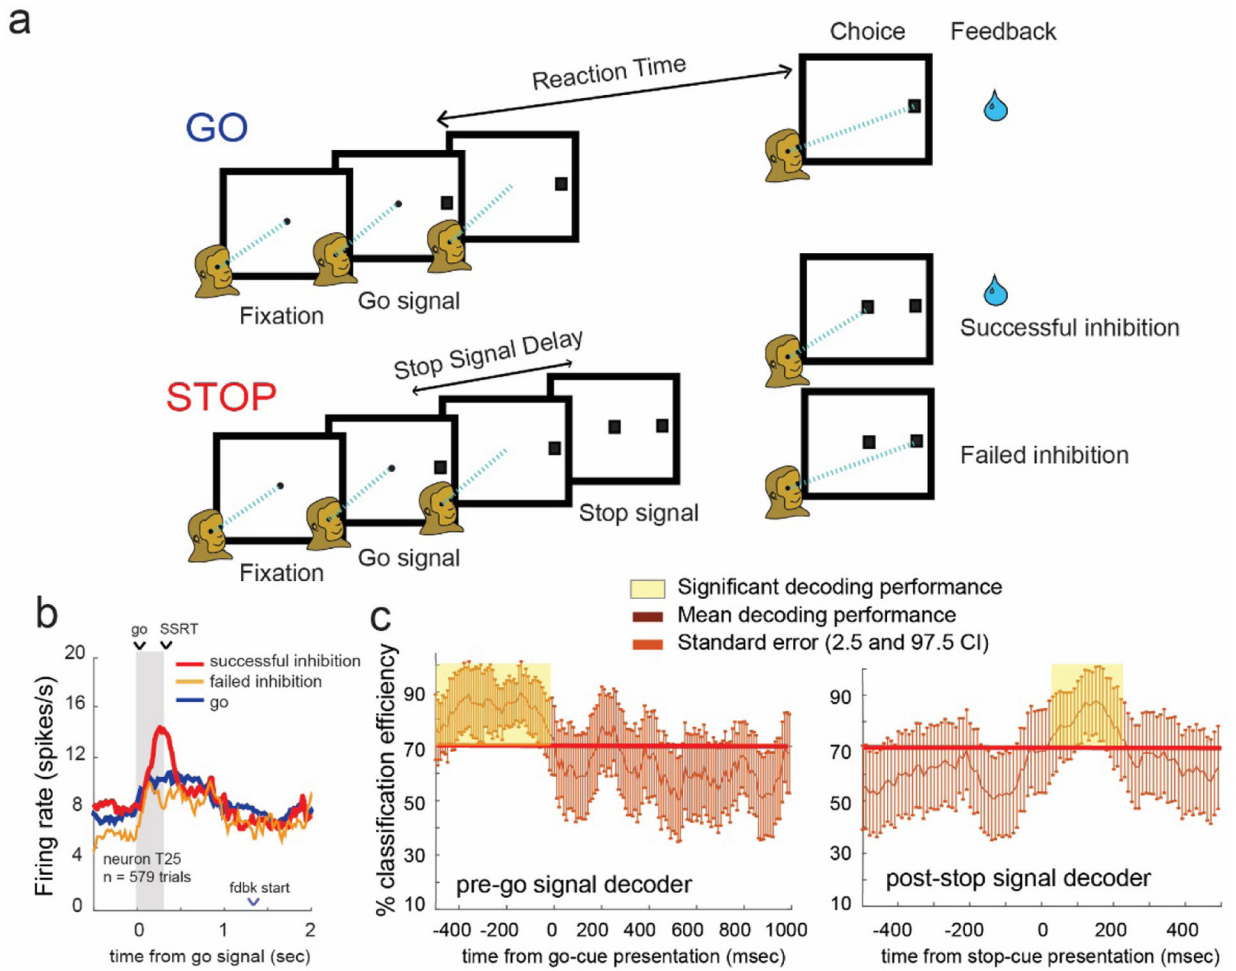 a
Choice Feedback
Reaction Time
GO
Fixation
Go signal
Successful inhibition
Stop Signal Delay
STOP
Failed inhibition
Stop signal
Go signal
Fixation
Significant decoding performance
Mean decoding performance
Standard error (2.5 and 97.5 CI)
b
go SSRT
successful inhibition
failed inhibition
go
Firing rate (spikes/s)
20
16
12
8
4
0
neuron T25
n = 579 trials
fdbk start
0 1 2
time from go signal (sec)
c
% classification efficiency
90
70
50
30
10
pre-go signal decoder
-400 -200 0 200 400 600 800 1000
time from go-cue presentation (msec)
90
70
50
30
10
post-stop signal decoder
-400 -200 0 200 400
time from stop-cue presentation (msec)